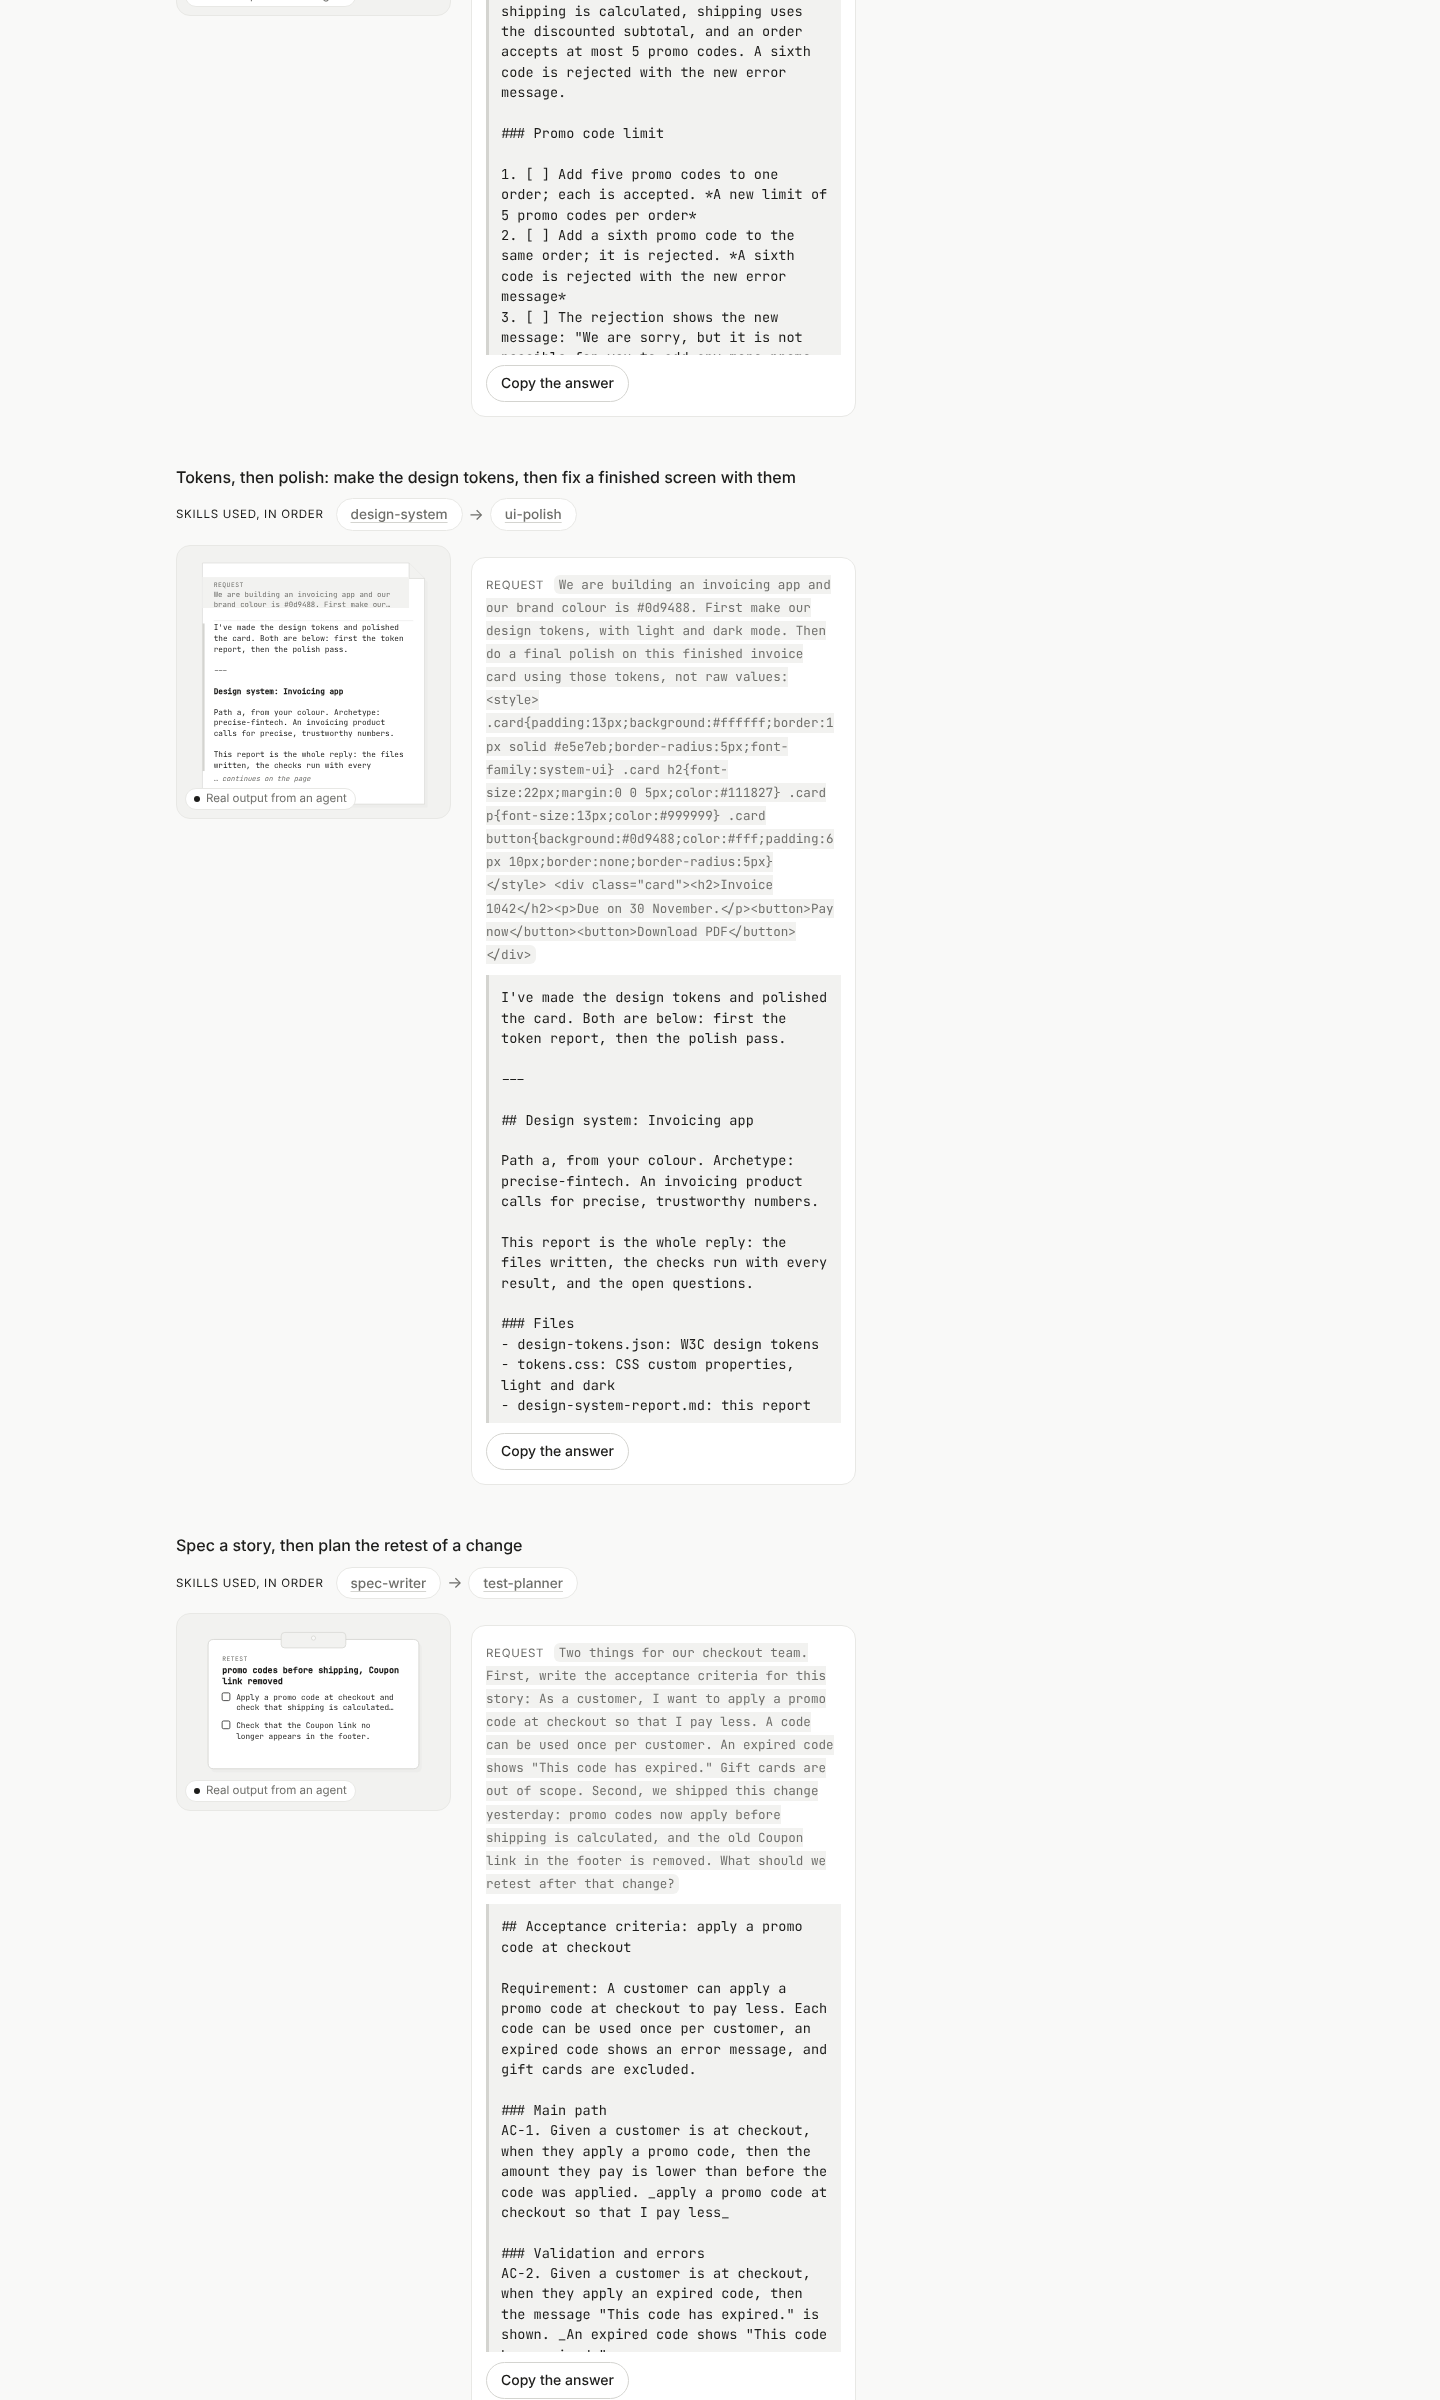 shipping is calculated, shipping uses
the discounted subtotal, and an order
accepts at most 5 promo codes. A sixth
code is rejected with the new error
message.
### Promo code limit
1. [ ] Add five promo codes to one
order; each is accepted. *A new limit of
5 promo codes per order*
2. [ ] Add a sixth promo code to the
same order; it is rejected. *A sixth
code is rejected with the new error
message*
3. [ ] The rejection shows the new
message: "We are sorry, but it is not
Copy the answer
Tokens, then polish: make the design tokens, then fix a finished screen with them
SKILLS USED, IN ORDER design-system → ui-polish
REQUEST
We are building an invoicing app and our
brand colour is #0d9488. First make our…
I've made the design tokens and polished
the card. Both are below: first the token
report, then the polish pass.
---
Design system: Invoicing app
Path a, from your colour. Archetype:
precise-fintech. An invoicing product
calls for precise, trustworthy numbers.
This report is the whole reply: the files
written, the checks run with every
… continues on the page
Real output from an agent
REQUEST We are building an invoicing app and
our brand colour is #0d9488. First make our
design tokens, with light and dark mode. Then
do a final polish on this finished invoice
card using those tokens, not raw values:
<style>
.card{padding:13px;background:#ffffff;border:1
px solid #e5e7eb;border-radius:5px;font-
family:system-ui} .card h2{font-
size:22px;margin:0 0 5px;color:#111827} .card
p{font-size:13px;color:#999999} .card
button{background:#0d9488;color:#fff;padding:6
px 10px;border:none;border-radius:5px}
</style> <div class="card"><h2>Invoice
1042</h2><p>Due on 30 November.</p><button>Pay
now</button><button>Download PDF</button>
</div>
I've made the design tokens and polished
the card. Both are below: first the
token report, then the polish pass.
---
## Design system: Invoicing app
Path a, from your colour. Archetype:
precise-fintech. An invoicing product
calls for precise, trustworthy numbers.
This report is the whole reply: the
files written, the checks run with every
result, and the open questions.
### Files
- design-tokens.json: W3C design tokens
- tokens.css: CSS custom properties,
light and dark
- design-system-report.md: this report
Copy the answer
Spec a story, then plan the retest of a change
SKILLS USED, IN ORDER spec-writer → test-planner
RETEST
promo codes before shipping, Coupon
link removed
Apply a promo code at checkout and
check that shipping is calculated…
Check that the Coupon link no
longer appears in the footer.
Real output from an agent
REQUEST Two things for our checkout team.
First, write the acceptance criteria for this
story: As a customer, I want to apply a promo
code at checkout so that I pay less. A code
can be used once per customer. An expired code
shows "This code has expired." Gift cards are
out of scope. Second, we shipped this change
yesterday: promo codes now apply before
shipping is calculated, and the old Coupon
link in the footer is removed. What should we
retest after that change?
## Acceptance criteria: apply a promo
code at checkout
Requirement: A customer can apply a
promo code at checkout to pay less. Each
code can be used once per customer, an
expired code shows an error message, and
gift cards are excluded.
### Main path
AC-1. Given a customer is at checkout,
when they apply a promo code, then the
amount they pay is lower than before the
code was applied. _apply a promo code at
checkout so that I pay less_
### Validation and errors
AC-2. Given a customer is at checkout,
when they apply an expired code, then
the message "This code has expired." is
shown. _An expired code shows "This code
Copy the answer